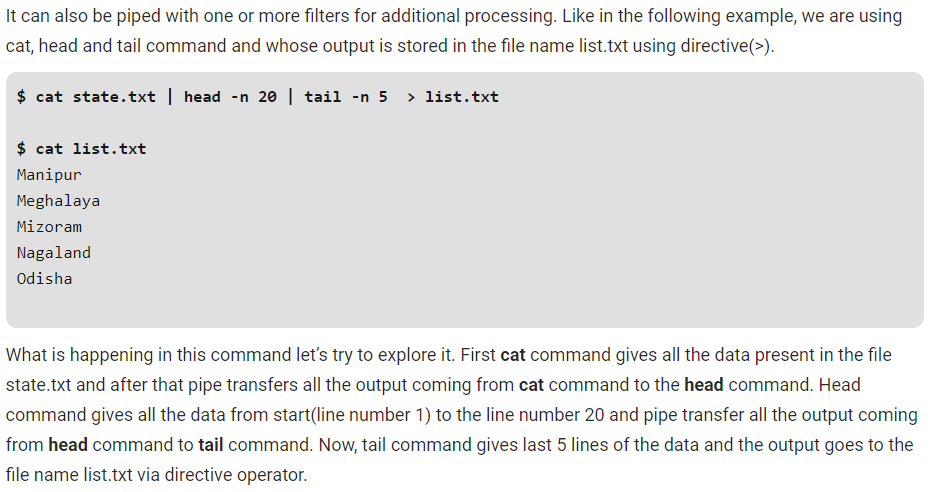 It can also be piped with one or more filters for additional processing. Like in the following example, we are using
cat, head and tail command and whose output is stored in the file name list.txt using directive(>).
$ cat state.txt | head -n 20 | tail -n 5  > list.txt
$ cat list.txt
Manipur
Meghalaya
Mizoram
Nagaland
Odisha
What is happening in this command let’s try to explore it. First cat command gives all the data present in the file
state.txt and after that pipe transfers all the output coming from cat command to the head command. Head
command gives all the data from start(line number 1) to the line number 20 and pipe transfer all the output coming
from head command to tail command. Now, tail command gives last 5 lines of the data and the output goes to the
file name list.txt via directive operator.